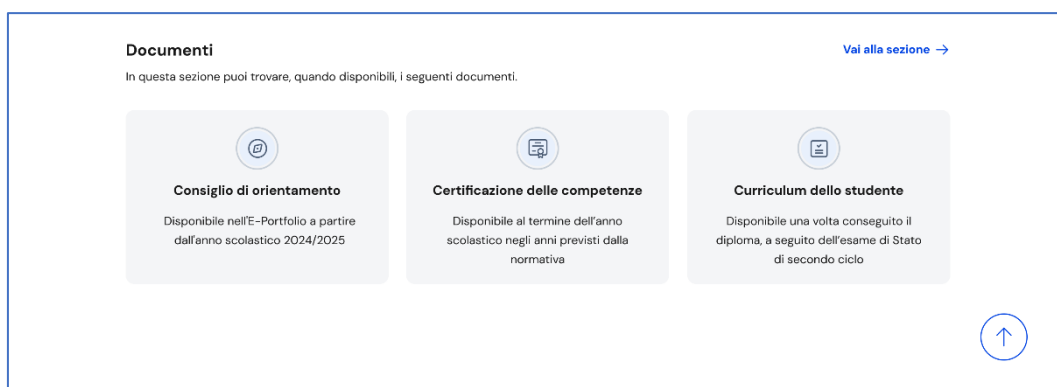 Documenti
Vai alla sezione
In questa sezione puoi trovare, quando disponibili, i seguenti documenti.
Consiglio di orientamento
Disponibile nell'E-Portfolio a partire
dall'anno scolastico 2024/2025
Certificazione delle competenze
Disponibile al termine dell'anno
scolastico negli anni previsti dalla
normativa
Curriculum dello studente
Disponibile una volta conseguito il
diploma, a seguito dell'esame di Stato
di secondo ciclo